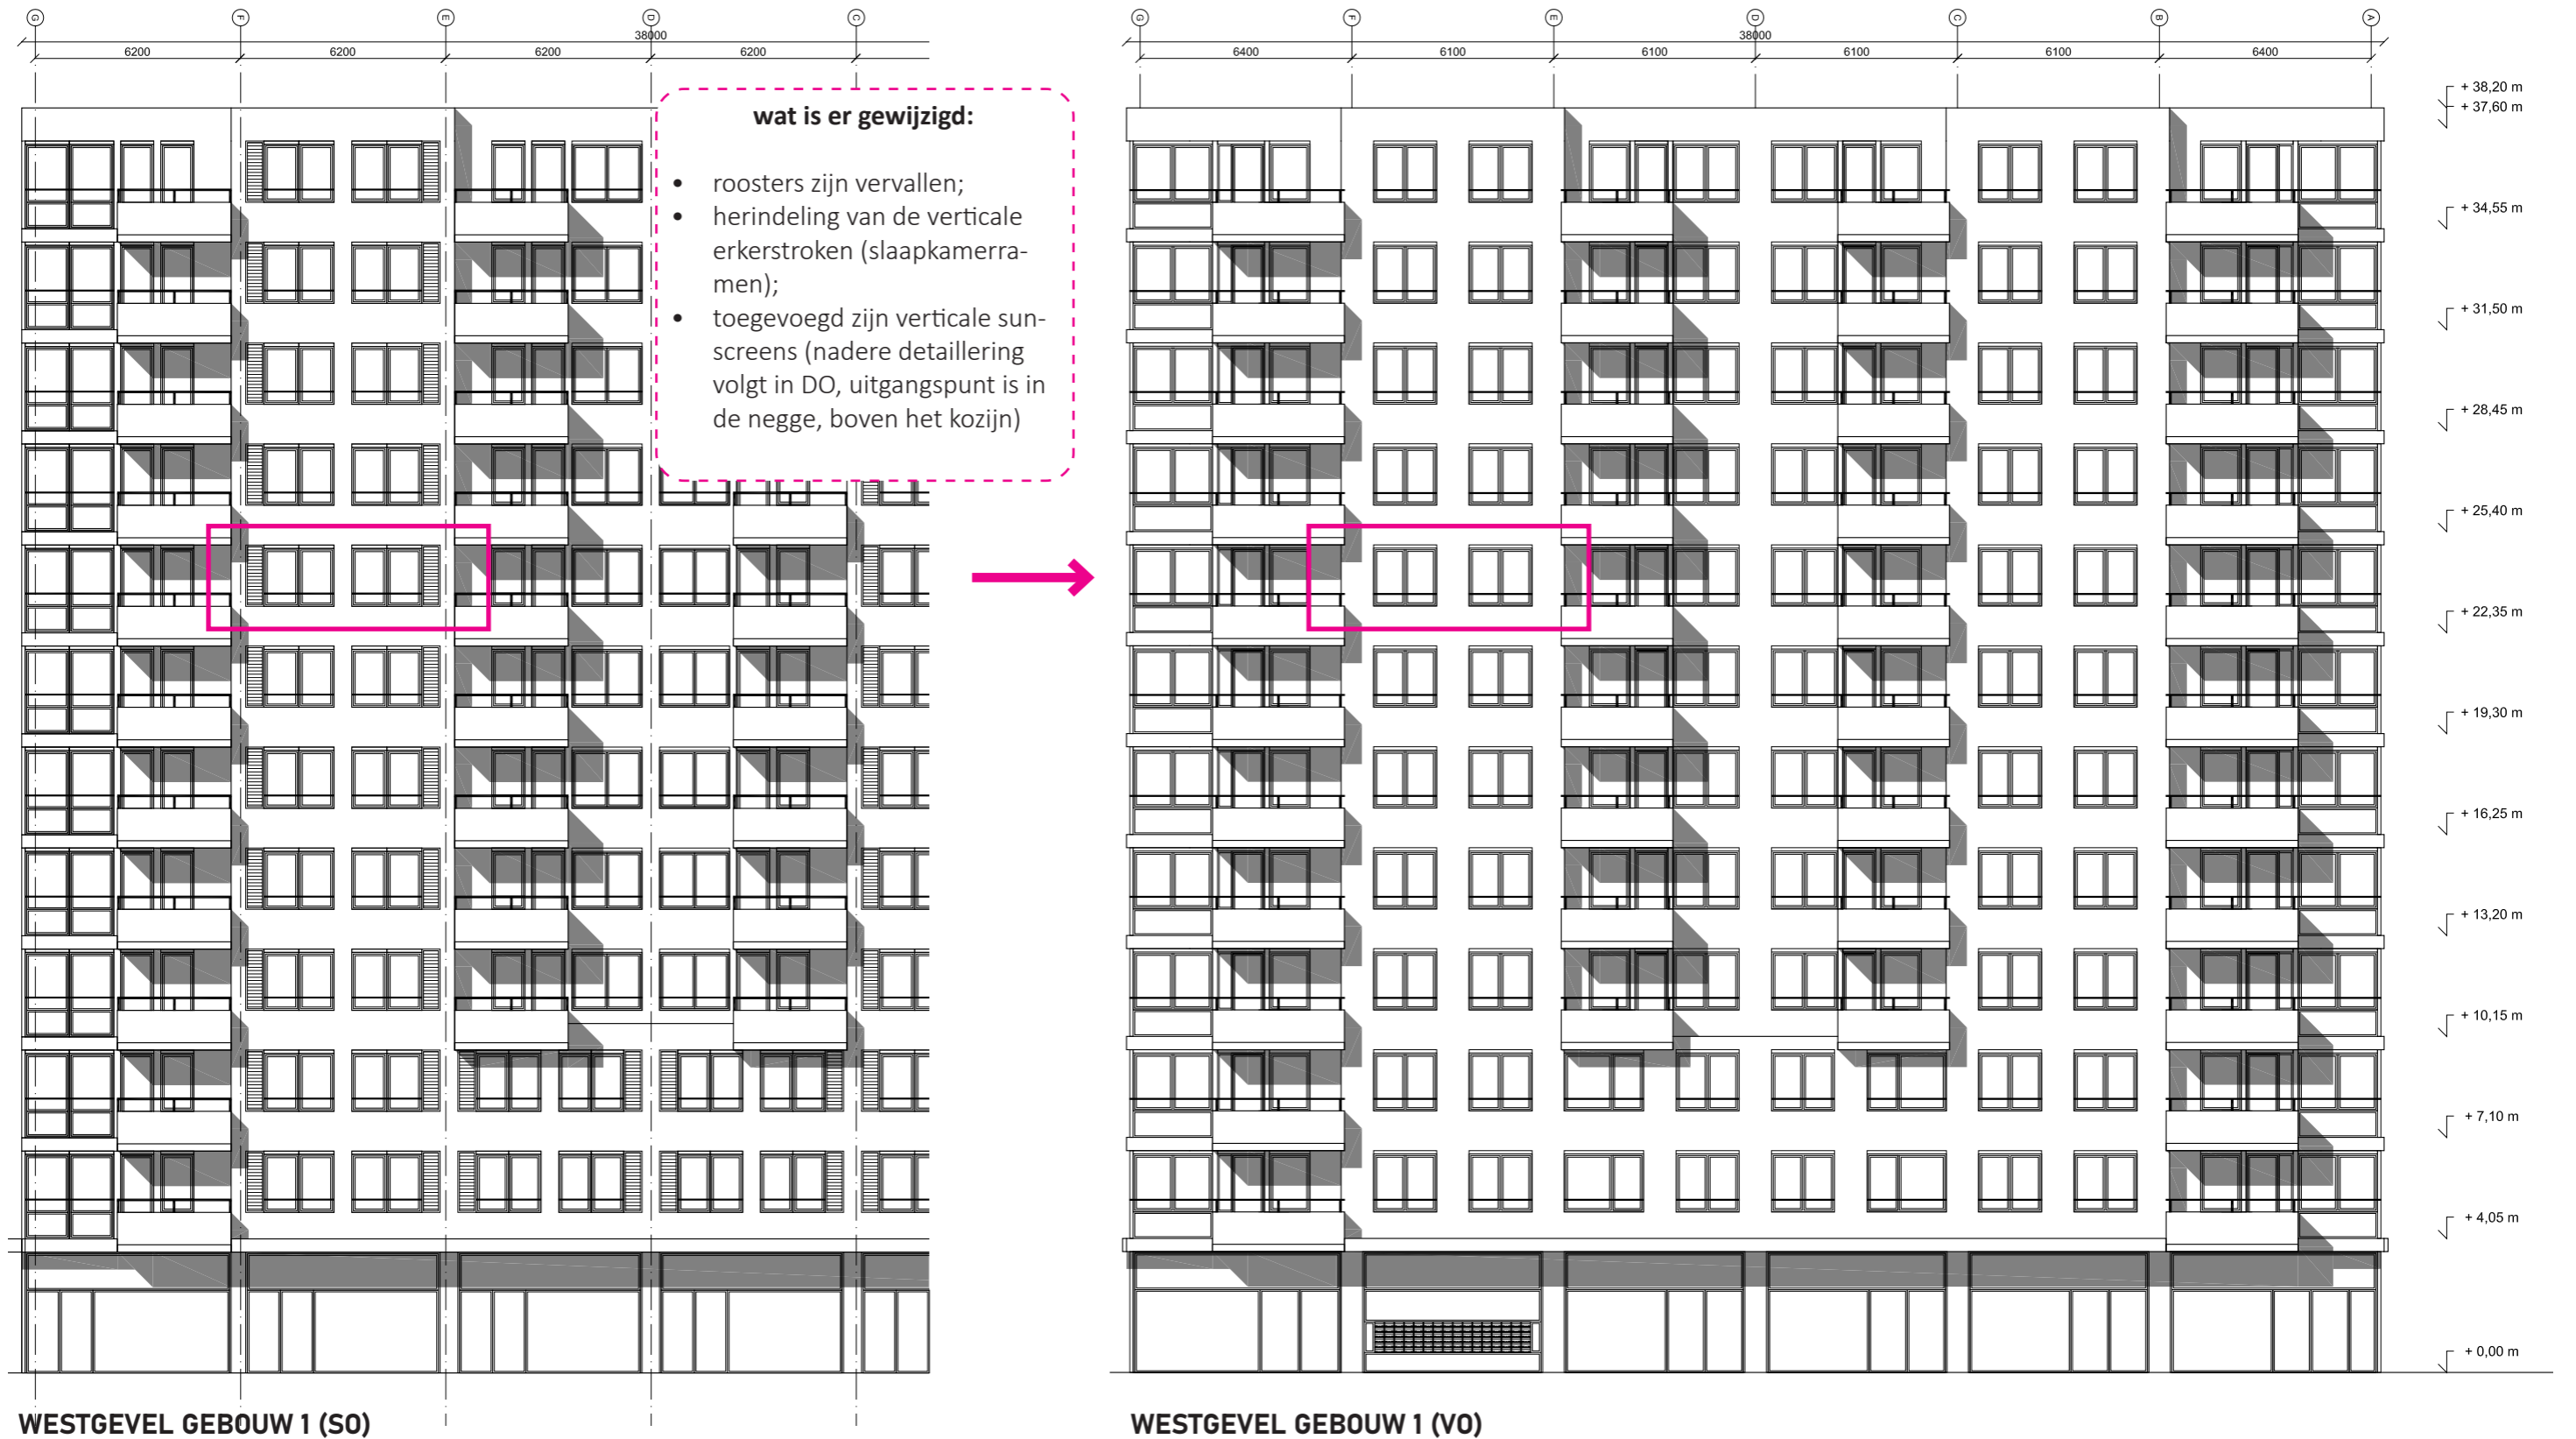 G F E D C
38000
6200 6200 6200 6200
wat is er gewijzigd:
• roosters zijn vervallen;
• herindeling van de verticale
erkerstroken (slaapkamerra-
men);
• toegevoegd zijn verticale sun-
screens (nadere detaillering
volgt in DO, uitgangspunt is in
de negge, boven het kozijn)
WESTGEVEL GEBOUW 1 (SO)
G F E D C B A
38000
6400 6100 6100 6100 6100 6400
+ 38,20 m
+ 37,60 m
+ 34,55 m
+ 31,50 m
+ 28,45 m
+ 25,40 m
+ 22,35 m
+ 19,30 m
+ 16,25 m
+ 13,20 m
+ 10,15 m
+ 7,10 m
+ 4,05 m
+ 0,00 m
WESTGEVEL GEBOUW 1 (VO)